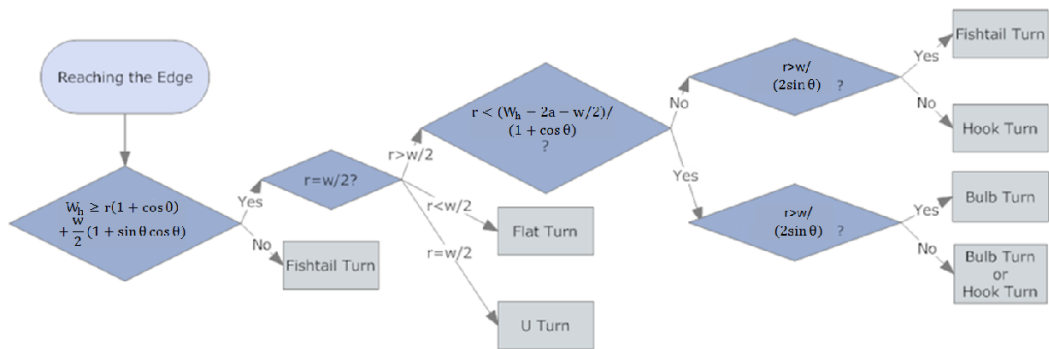 Reaching the Edge
W_h ≥ r(1 + cos θ)
+ w/2 (1 + sin θ cos θ)
Yes
No
Fishtail Turn
r=w/2?
r>w/2
r<w/2
r=w/2
Flat Turn
U Turn
r < (W_h − 2a − w/2)/
(1 + cos θ)
?
No
Yes
r>w/
(2sin θ) ?
Yes
No
Fishtail Turn
Hook Turn
r>w/
(2sin θ) ?
Yes
No
Bulb Turn
Bulb Turn
or
Hook Turn